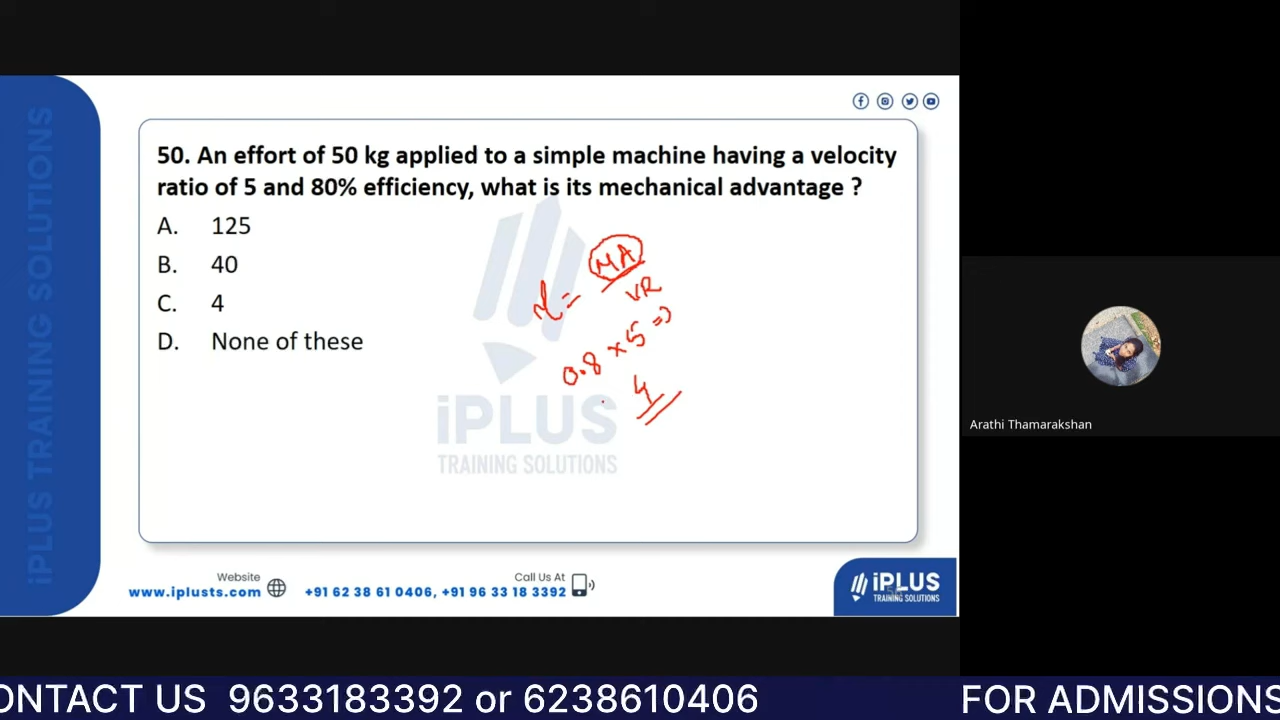 iPLUS TRAINING SOLUTIONS
50. An effort of 50 kg applied to a simple machine having a velocity
ratio of 5 and 80% efficiency, what is its mechanical advantage ?
A. 125
B. 40
C. 4
D. None of these
η = MA
VR
0.8 × 5 =>
4
iPLUS
TRAINING SOLUTIONS
Arathi Thamarakshan
Website
www.iplusts.com
Call Us At
+91 62 38 61 0406, +91 96 33 18 3392
iPLUS
TRAINING SOLUTIONS
ONTACT US 9633183392 or 6238610406 FOR ADMISSIONS